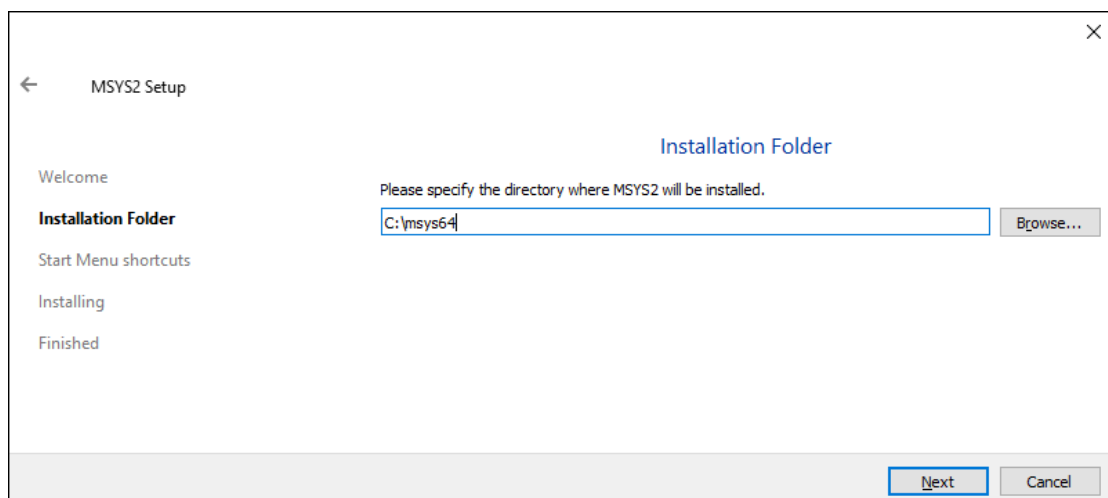 MSYS2 Setup
Installation Folder
Welcome
Please specify the directory where MSYS2 will be installed.
Installation Folder
C:\msys64
Browse...
Start Menu shortcuts
Installing
Finished
Next
Cancel